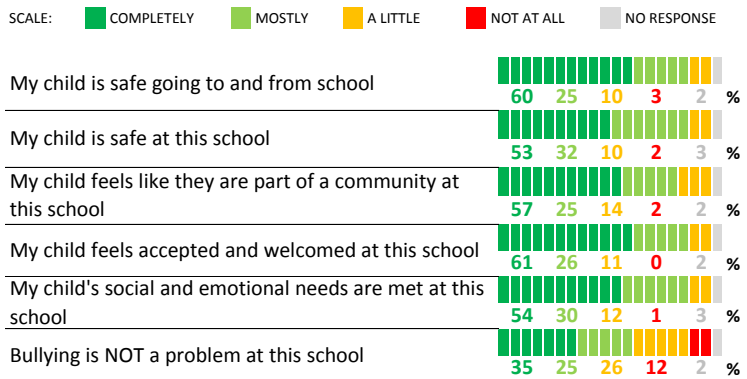 SCALE: COMPLETELY MOSTLY A LITTLE NOT AT ALL NO RESPONSE
My child is safe going to and from school
60 25 10 3 2 %
My child is safe at this school
53 32 10 2 3 %
My child feels like they are part of a community at
this school
57 25 14 2 2 %
My child feels accepted and welcomed at this school
61 26 11 0 2 %
My child's social and emotional needs are met at this
school
54 30 12 1 3 %
Bullying is NOT a problem at this school
35 25 26 12 2 %